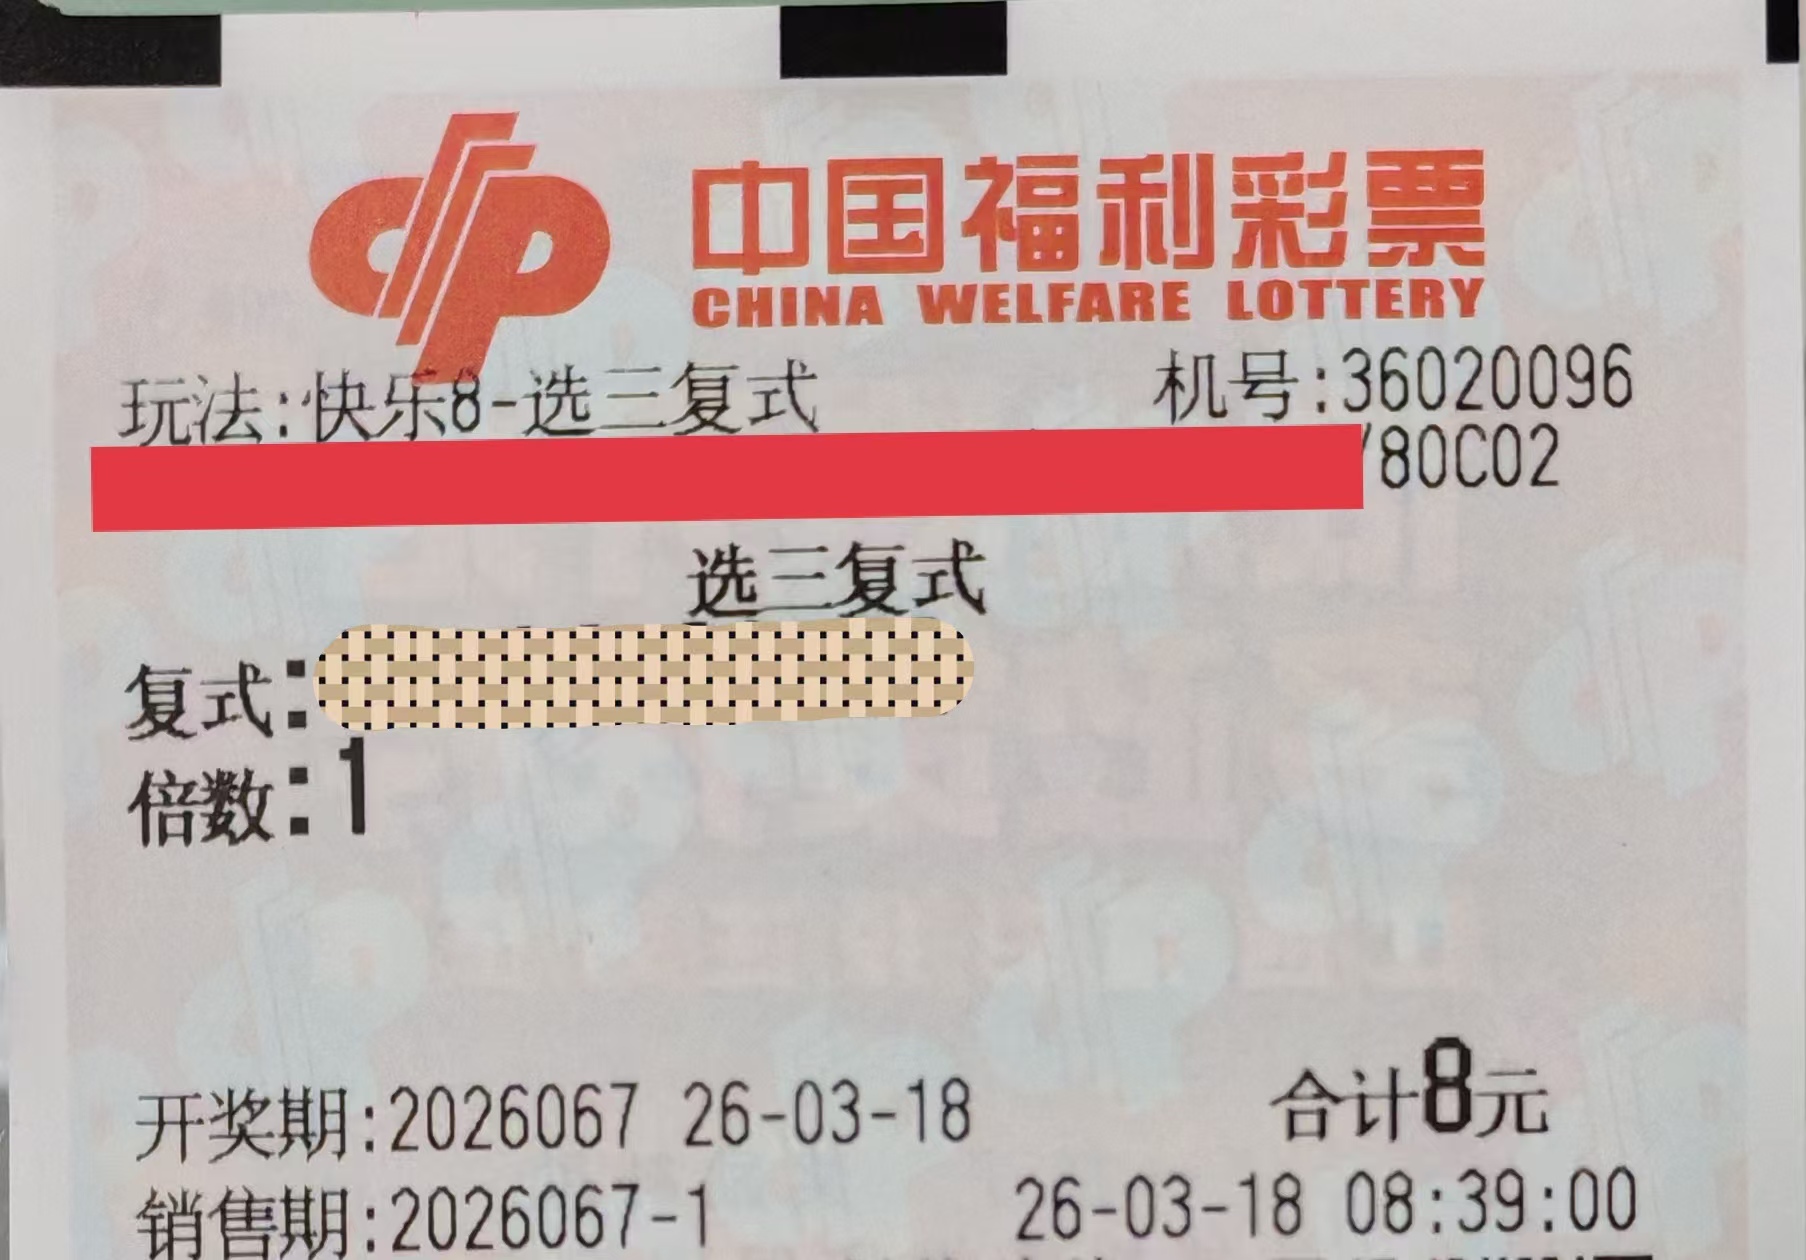 中国福利彩票
CHINA WELFARE LOTTERY
玩法:快乐8-选三复式 机号:36020096
/80C02
选三复式
复式:
倍数:1
开奖期:2026067 26-03-18 合计8元
销售期:2026067-1 26-03-18 08:39:00